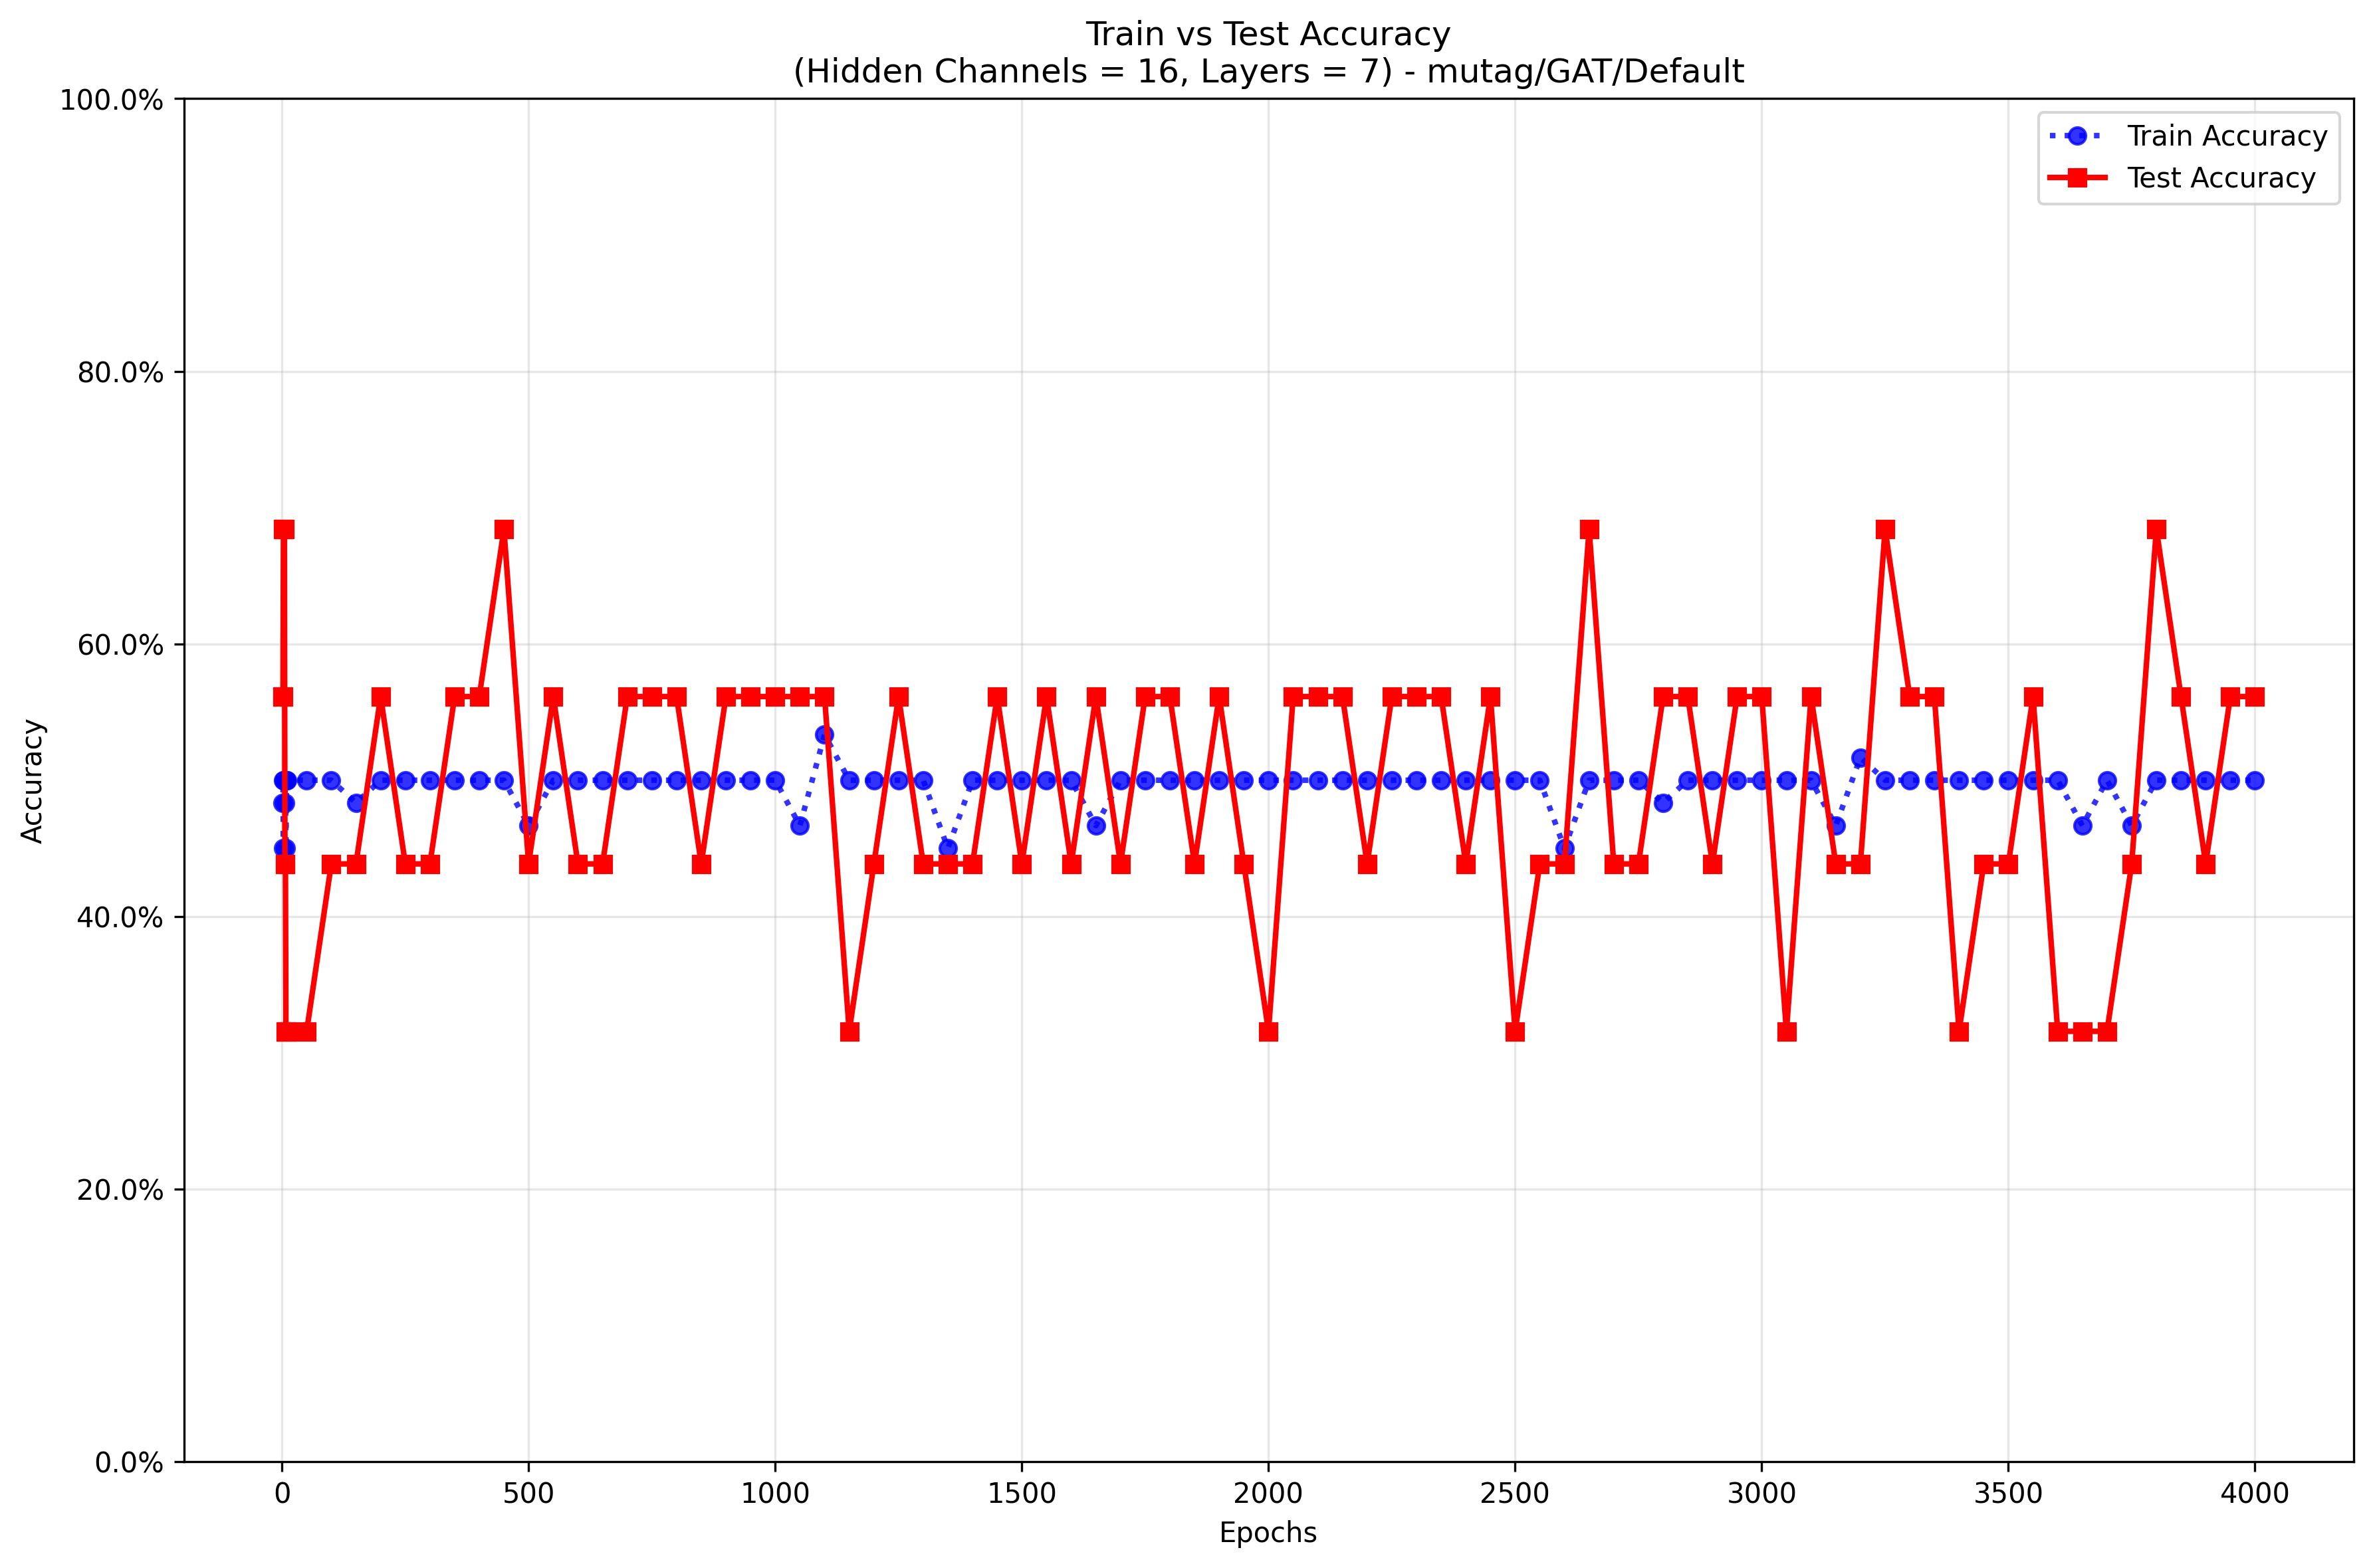 Train vs Test Accuracy
(Hidden Channels = 16, Layers = 7) - mutag/GAT/Default
Train Accuracy
Test Accuracy
100.0%
80.0%
60.0%
40.0%
20.0%
0.0%
Accuracy
0 500 1000 1500 2000 2500 3000 3500 4000
Epochs